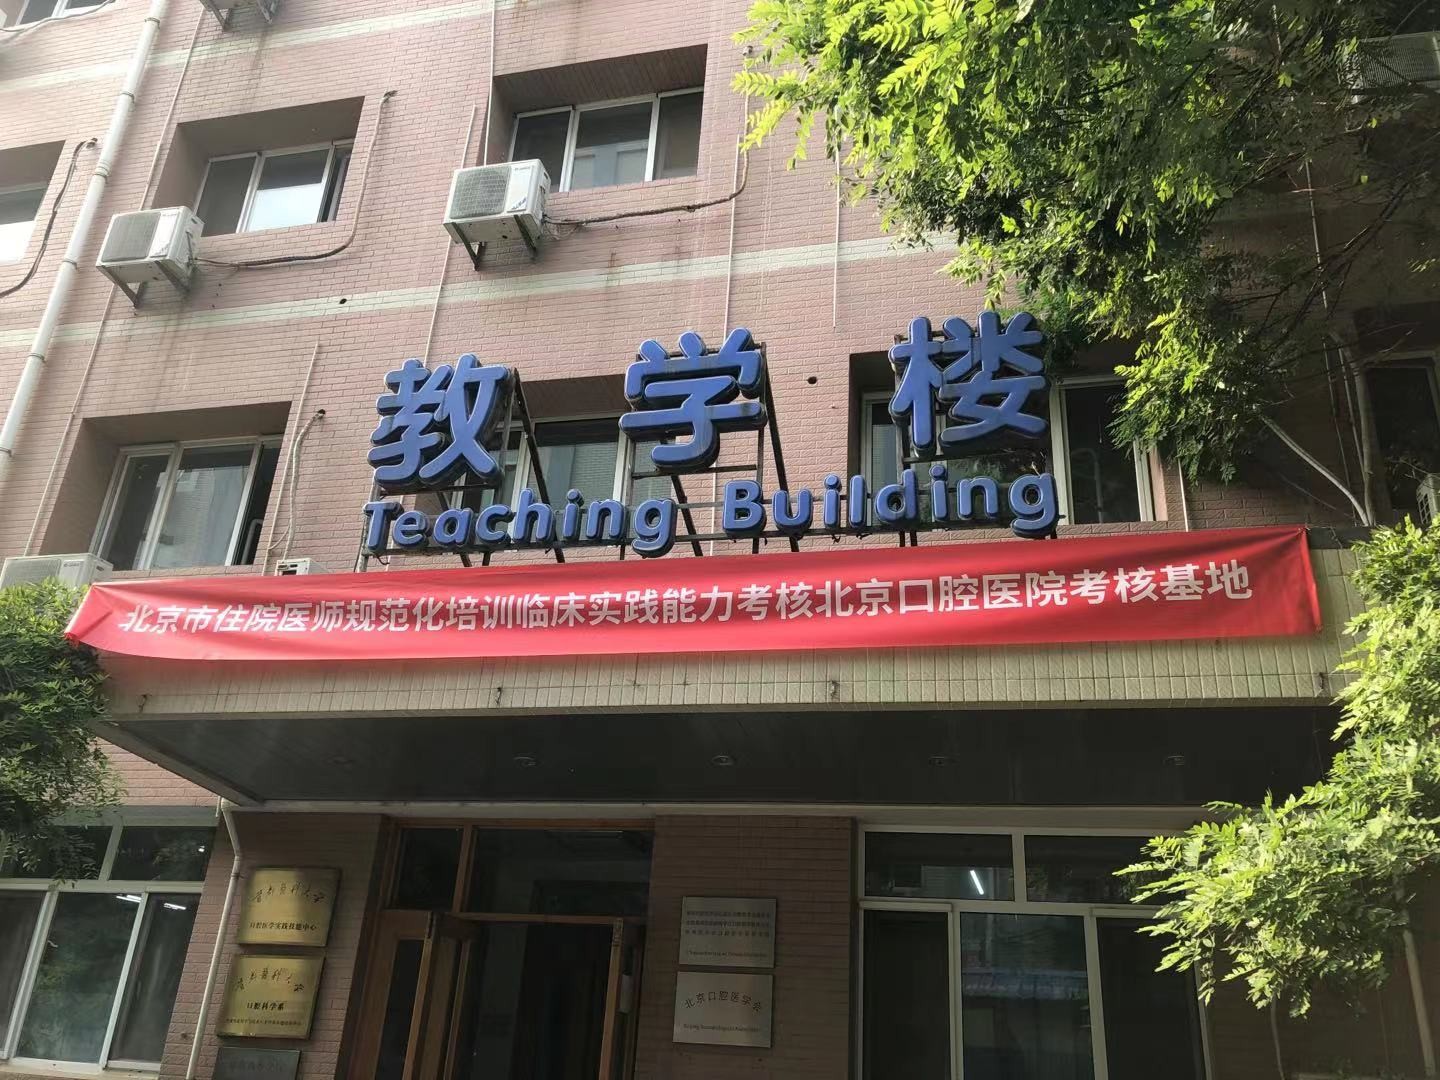 教学楼
Teaching Building
北京市住院医师规范化培训临床实践能力考核北京口腔医院考核基地
首都医科大学
口腔医学实践技能中心
首都医科大学
口腔科学系
北京口腔医学会